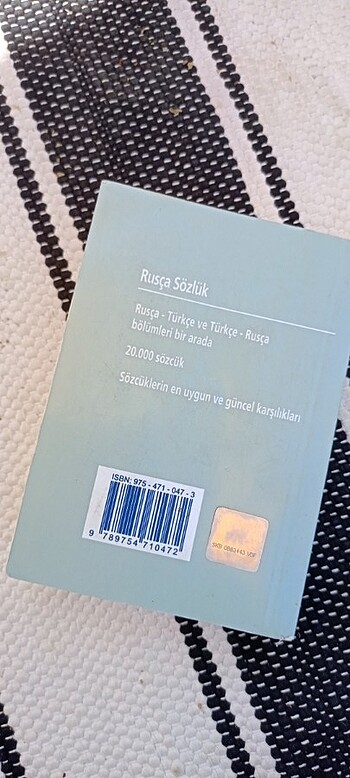 Rusça Sözlük
Rusça - Türkçe ve Türkçe - Rusça
bölümleri bir arada
20.000 sözcük
Sözcüklerin en uygun ve güncel karşılıkları
ISBN: 975 - 471 - 047 - 3
9 789754 710472